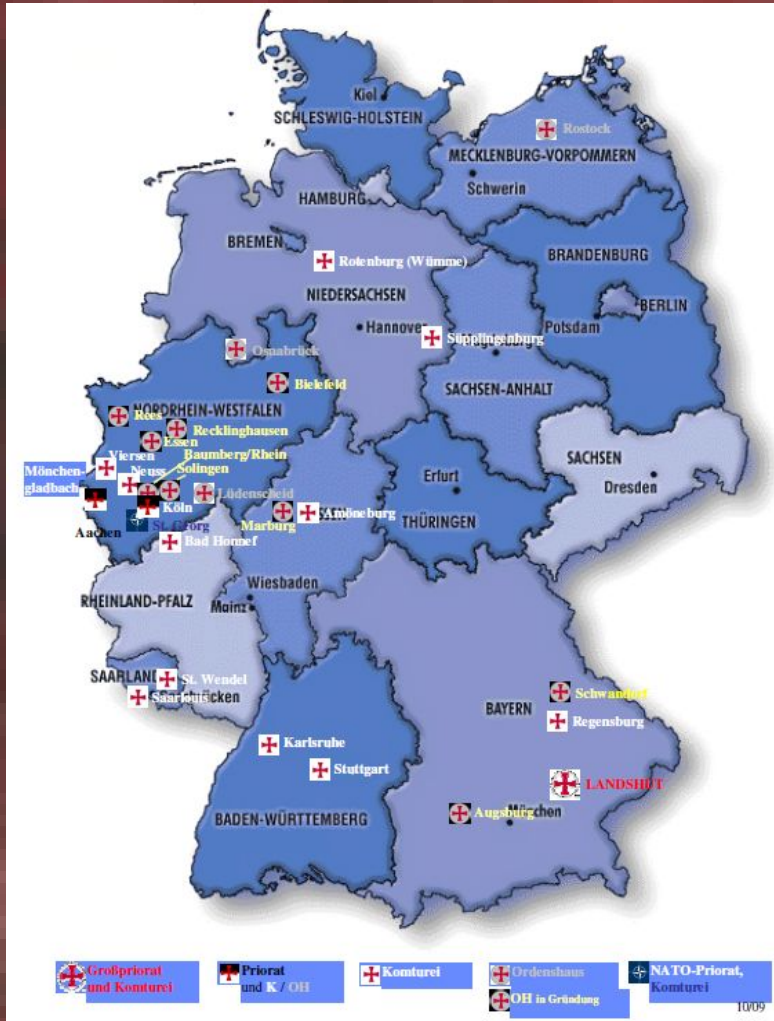 Kiel
SCHLESWIG-HOLSTEIN
Rostock
MECKLENBURG-VORPOMMERN
Schwerin
HAMBURG
BREMEN
Rotenburg (Wümme)
BRANDENBURG
BERLIN
NIEDERSACHSEN
Hannover
Süpplingenburg
Potsdam
Osnabrück
SACHSEN-ANHALT
Bielefeld
NORDRHEIN-WESTFALEN
Rees
Recklinghausen
Essen
Baumberg/Rhein
Viersen
Solingen
Mönchen-
gladbach
Neuss
Lüdenscheid
Köln
Aachen
St. Georg
Bad Honnef
Marburg
Amöneburg
Erfurt
THÜRINGEN
SACHSEN
Dresden
Wiesbaden
RHEINLAND-PFALZ
Mainz
SAARLAND
St. Wendel
Saarlouis
Schwandorf
BAYERN
Regensburg
Karlsruhe
Stuttgart
LANDSHUT
Augsburg
München
BADEN-WÜRTTEMBERG
Großpriorat
und Komturei
Priorat
und K / OH
Komturei
Ordenshaus
OH in Gründung
NATO-Priorat,
Komturei
10/09